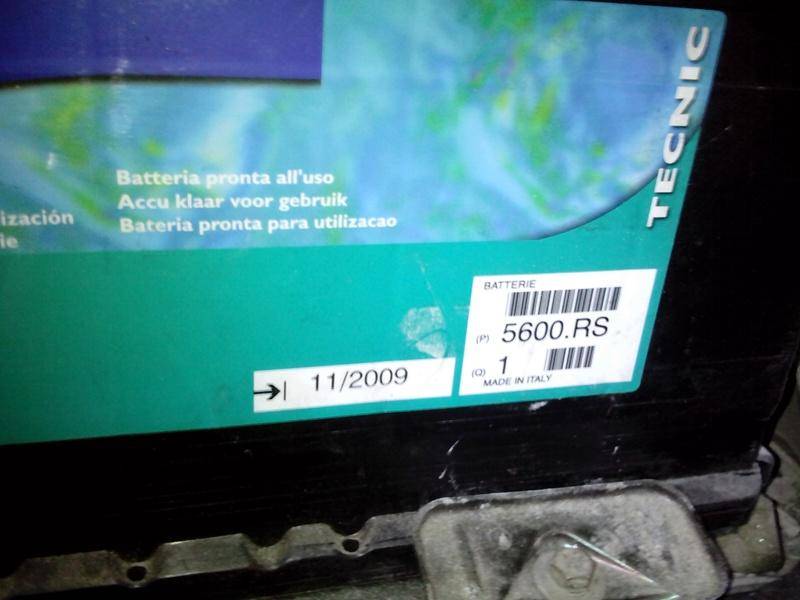 TECNIC
Batteria pronta all'uso
Accu klaar voor gebruik
Bateria pronta para utilizacao
ización
ie
BATTERIE
(P) 5600.RS
(Q) 1
MADE IN ITALY
11/2009